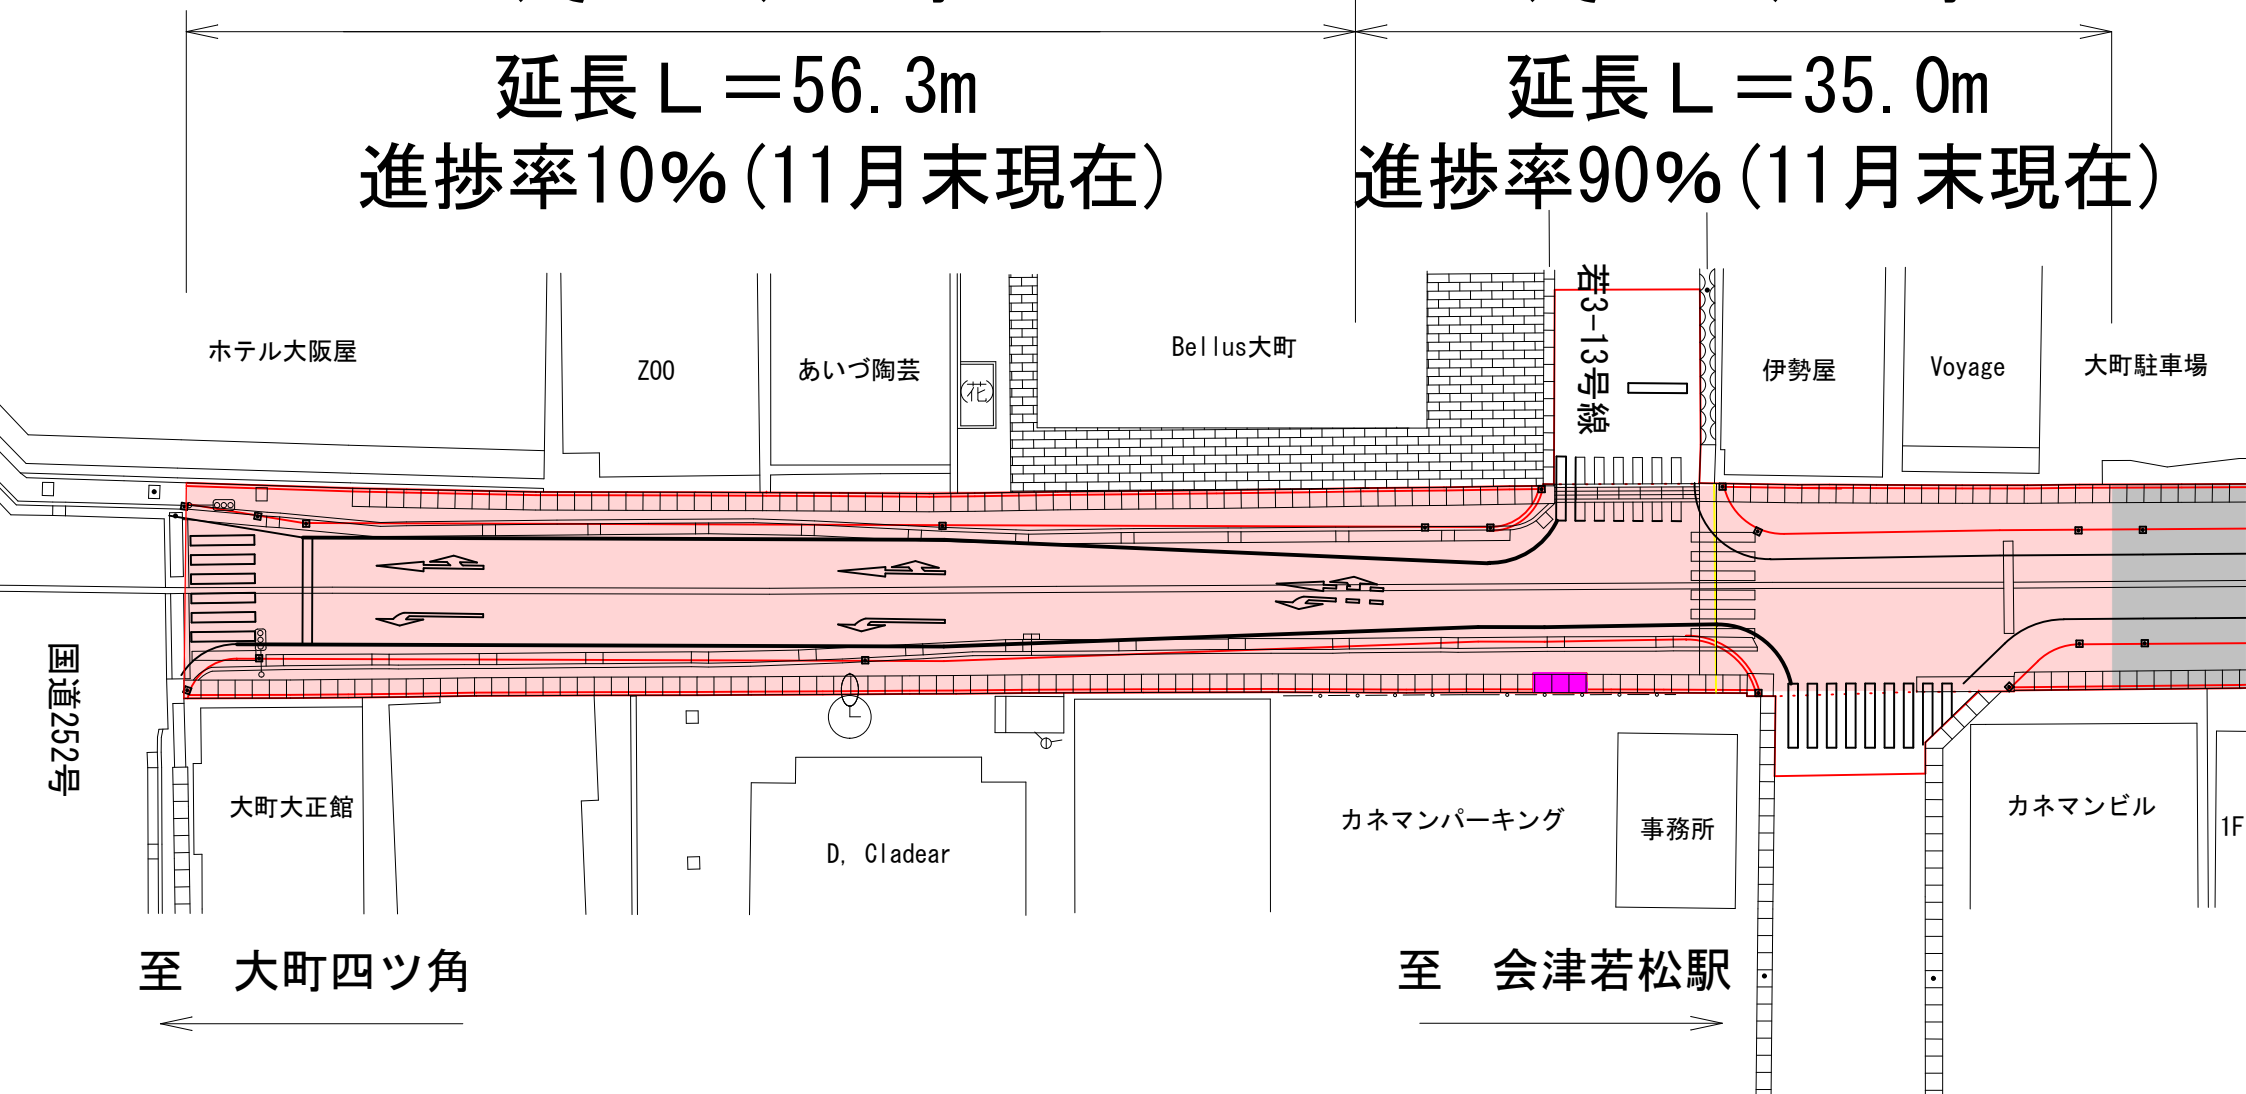 延長Ｌ＝56.3m
進捗率10％(11月末現在)
延長Ｌ＝35.0m
進捗率90％(11月末現在)
若3-13号線
ホテル大阪屋
ZOO
あいづ陶芸
(花)
Bellus大町
伊勢屋
Voyage
大町駐車場
国道252号
大町大正館
D, Cladear
カネマンパーキング
事務所
カネマンビル
1F
至　大町四ツ角
至　会津若松駅